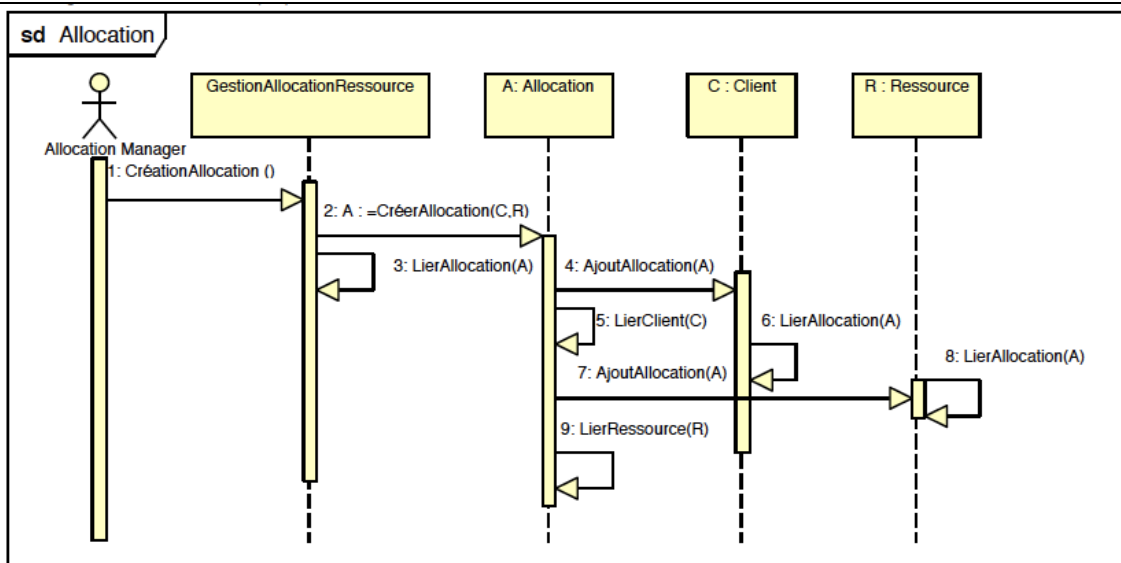 sd Allocation
GestionAllocationRessource
A: Allocation
C : Client
R : Ressource
Allocation Manager
1: CréationAllocation ()
2: A : =CréerAllocation(C,R)
3: LierAllocation(A)
4: AjoutAllocation(A)
5: LierClient(C)
6: LierAllocation(A)
7: AjoutAllocation(A)
8: LierAllocation(A)
9: LierRessource(R)